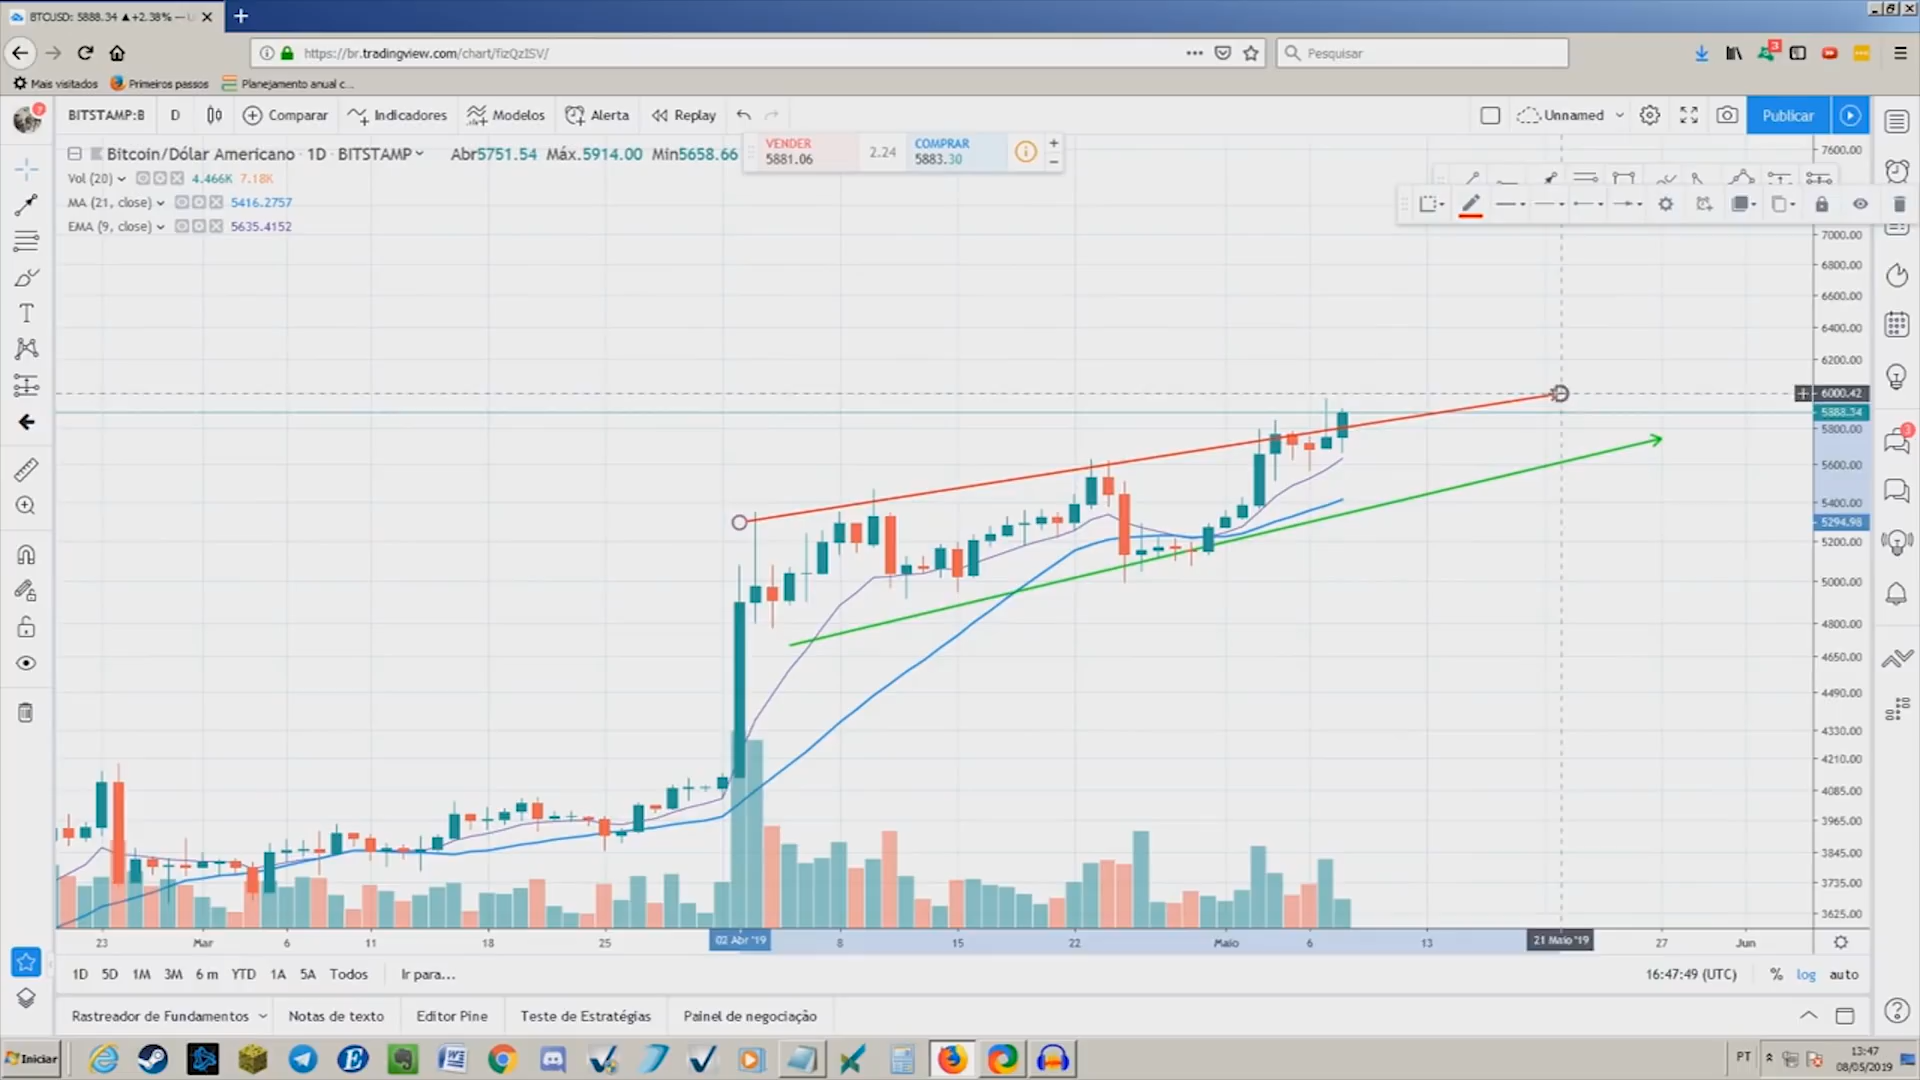 BTCUSD: 5888.34 ▲+2.38% —
https://br.tradingview.com/chart/fizQzISV/
Pesquisar
3
Mais visitados
Primeiros passos
Planejamento anual c...
7
BITSTAMP:B
D
Comparar
Indicadores
Modelos
Alerta
Replay
Unnamed
Publicar
Bitcoin/Dólar Americano · 1D · BITSTAMP
Abr5751.54 Máx.5914.00 Mín5658.66
VENDER
5881.06
2.24
COMPRAR
5883.30
Vol (20)
4.466K 7.18K
MA (21, close)
5416.2757
EMA (9, close)
5635.4152
7600.00
7000.00
6800.00
6600.00
6400.00
6200.00
6000.42
5888.34
5800.00
5600.00
5400.00
5294.98
5200.00
5000.00
4800.00
4650.00
4490.00
4330.00
4210.00
4085.00
3965.00
3845.00
3735.00
3625.00
3
23
Mar
6
11
18
25
02 Abr '19
8
15
22
Maio
6
13
21 Maio '19
27
Jun
1D 5D 1M 3M 6 m YTD 1A 5A Todos
Ir para...
16:47:49 (UTC)
% log auto
Rastreador de Fundamentos
Notas de texto
Editor Pine
Teste de Estratégias
Painel de negociação
Iniciar
PT
13:47
08/05/2019